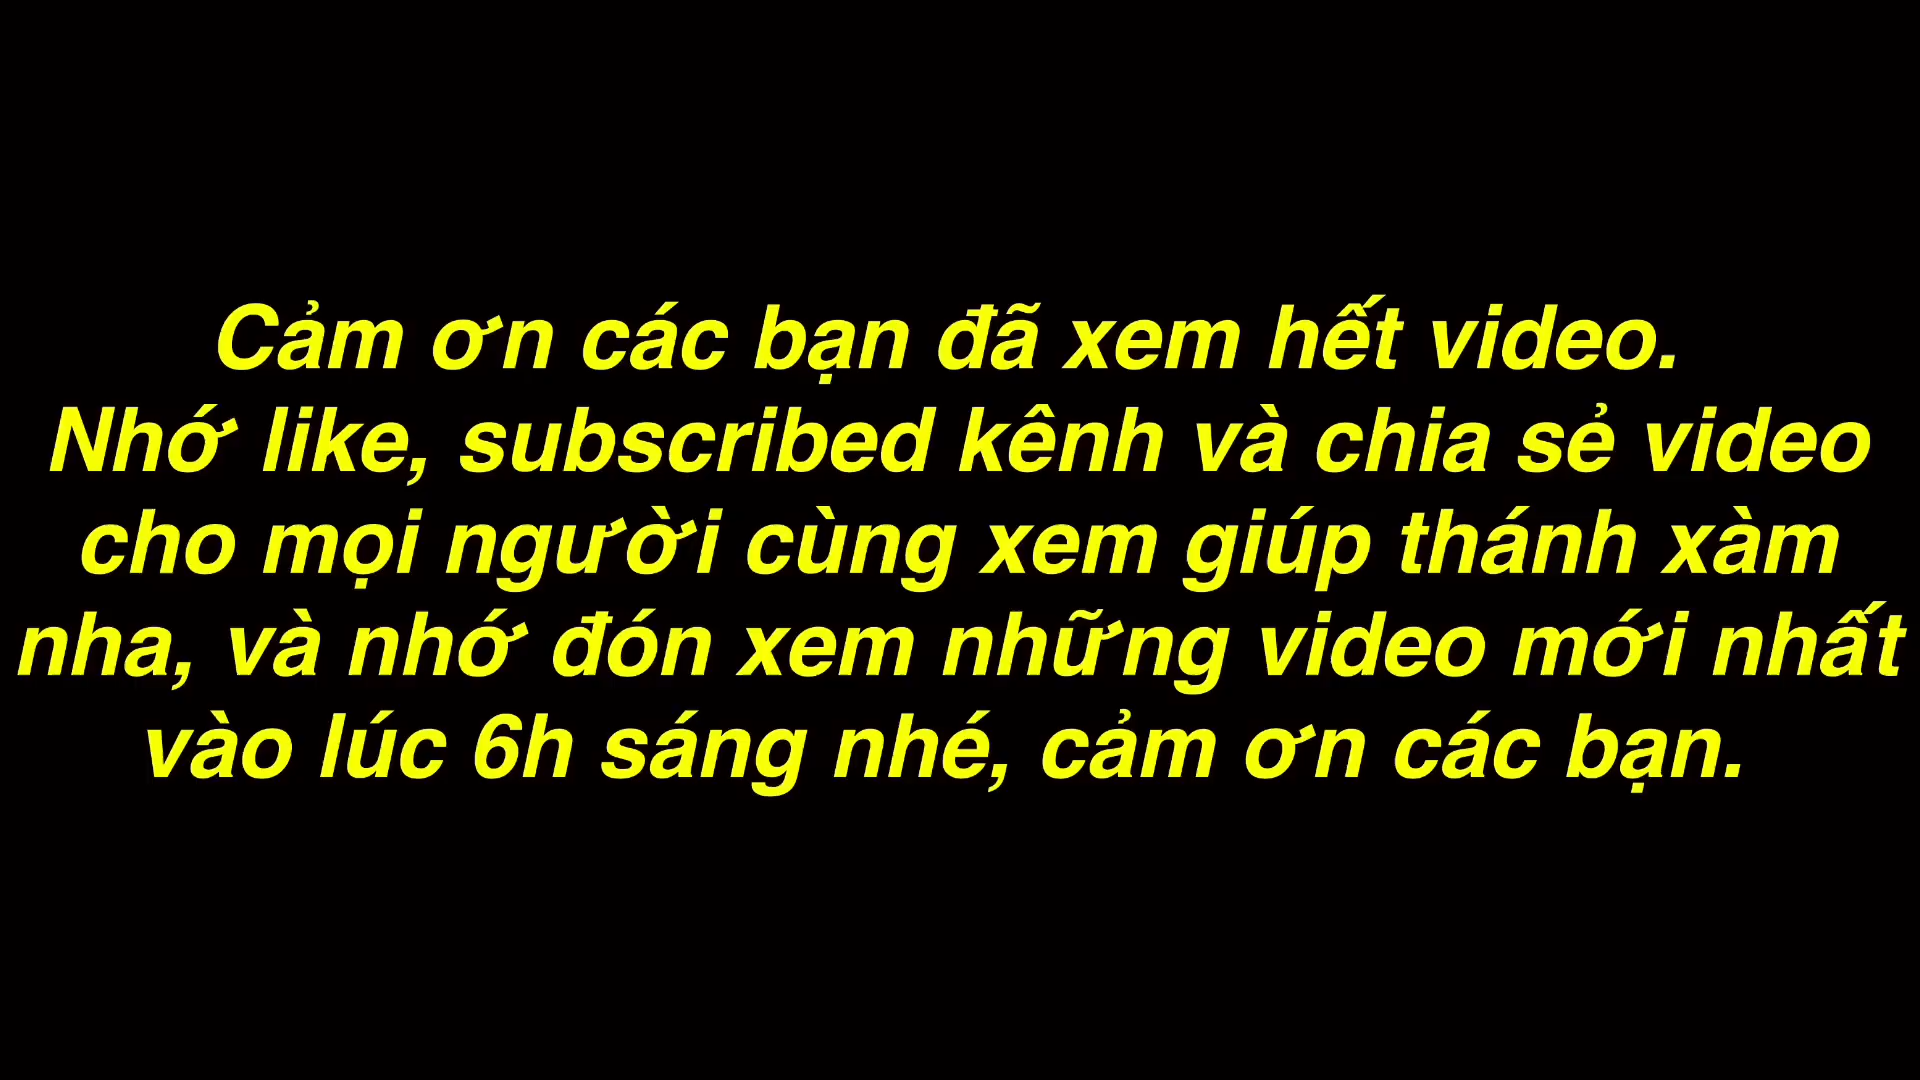 Cảm ơn các bạn đã xem hết video.
Nhớ like, subscribed kênh và chia sẻ video
cho mọi người cùng xem giúp thánh xàm
nha, và nhớ đón xem những video mới nhất
vào lúc 6h sáng nhé, cảm ơn các bạn.